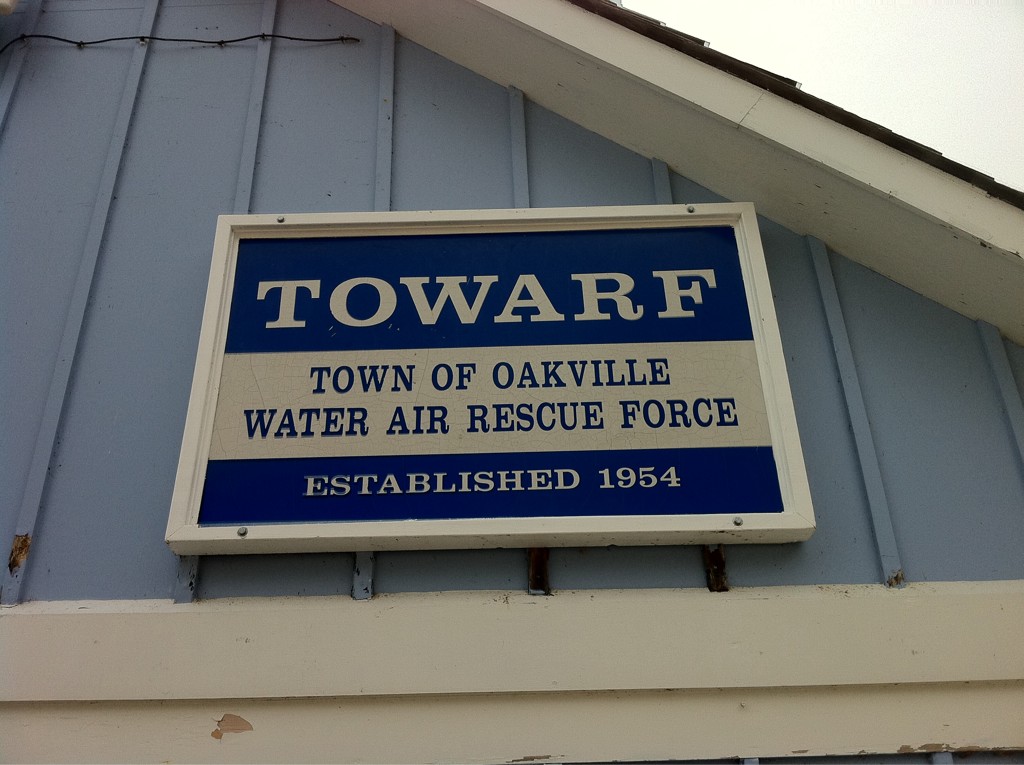 TOWARF
TOWN OF OAKVILLE
WATER AIR RESCUE FORCE
ESTABLISHED 1954